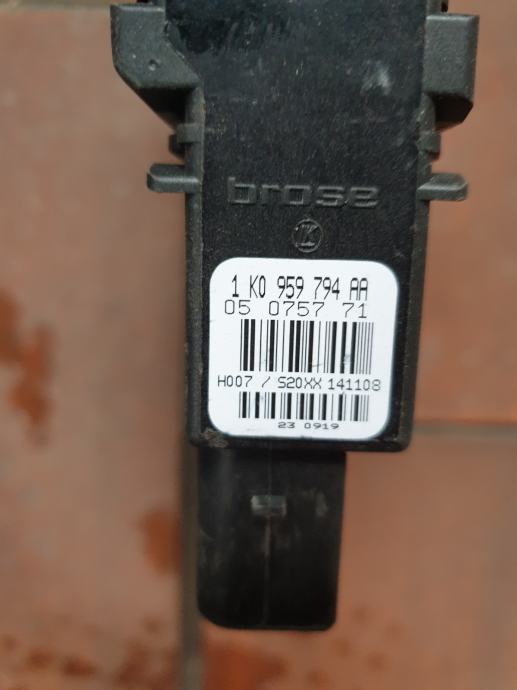 brose
K
1 K0 959 794 AA
05 0757 71
H007 / S20XX 141108
23 0919